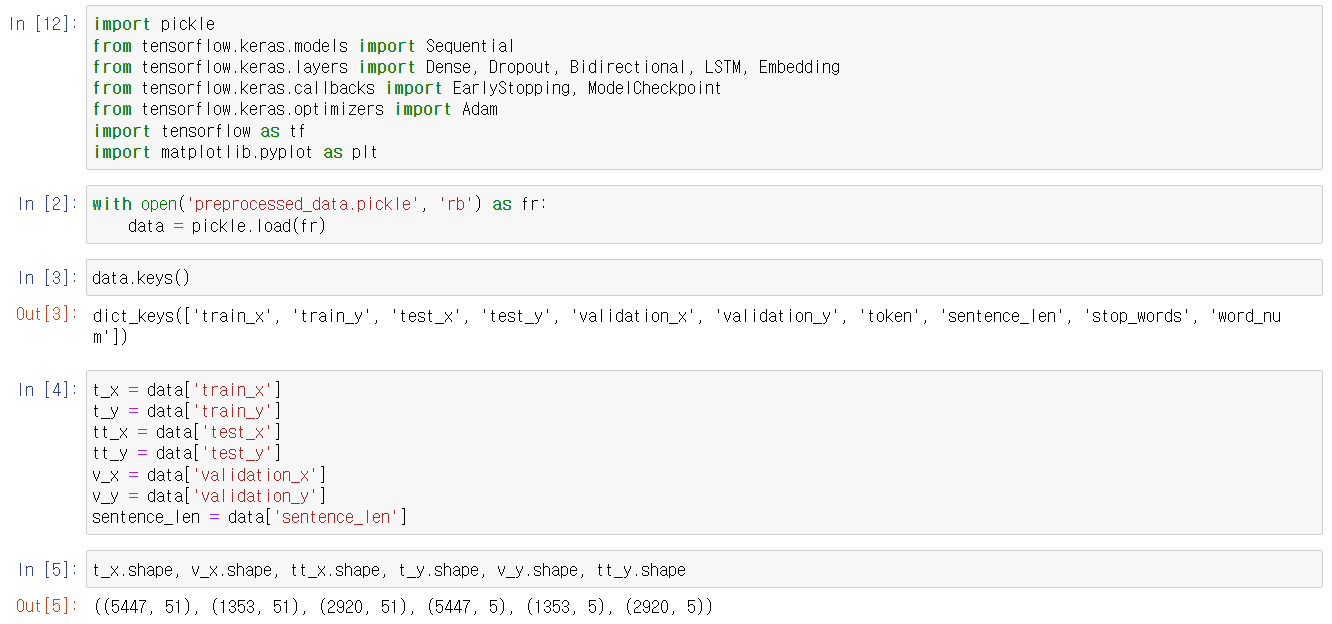 In [12]: import pickle
from tensorflow.keras.models import Sequential
from tensorflow.keras.layers import Dense, Dropout, Bidirectional, LSTM, Embedding
from tensorflow.keras.callbacks import EarlyStopping, ModelCheckpoint
from tensorflow.keras.optimizers import Adam
import tensorflow as tf
import matplotlib.pyplot as plt
In [2]: with open('preprocessed_data.pickle', 'rb') as fr:
    data = pickle.load(fr)
In [3]: data.keys()
Out[3]: dict_keys(['train_x', 'train_y', 'test_x', 'test_y', 'validation_x', 'validation_y', 'token', 'sentence_len', 'stop_words', 'word_nu
m'])
In [4]: t_x = data['train_x']
t_y = data['train_y']
tt_x = data['test_x']
tt_y = data['test_y']
v_x = data['validation_x']
v_y = data['validation_y']
sentence_len = data['sentence_len']
In [5]: t_x.shape, v_x.shape, tt_x.shape, t_y.shape, v_y.shape, tt_y.shape
Out[5]: ((5447, 51), (1353, 51), (2920, 51), (5447, 5), (1353, 5), (2920, 5))